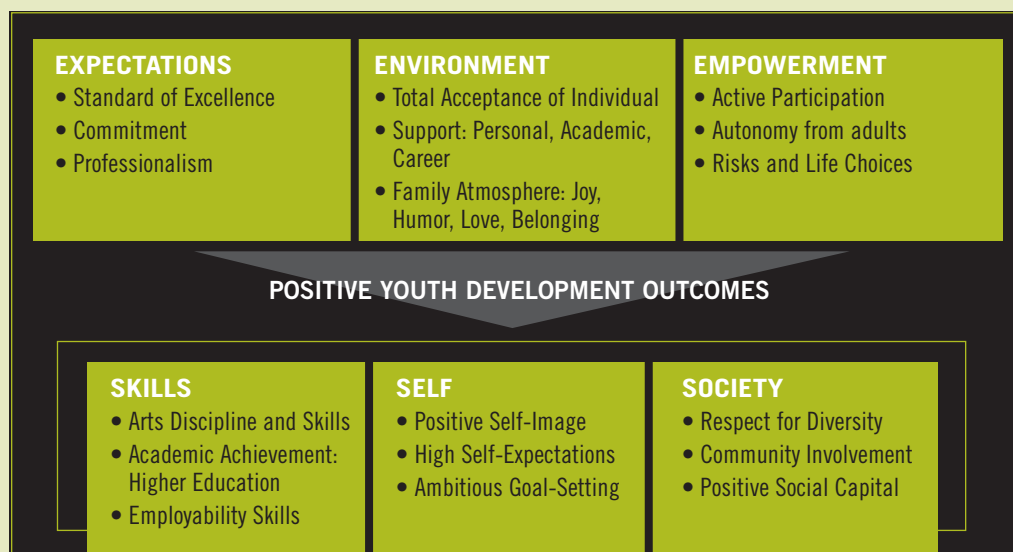 EXPECTATIONS
• Standard of Excellence
• Commitment
• Professionalism
ENVIRONMENT
• Total Acceptance of Individual
• Support: Personal, Academic,
Career
• Family Atmosphere: Joy,
Humor, Love, Belonging
EMPOWERMENT
• Active Participation
• Autonomy from adults
• Risks and Life Choices
POSITIVE YOUTH DEVELOPMENT OUTCOMES
SKILLS
• Arts Discipline and Skills
• Academic Achievement:
Higher Education
• Employability Skills
SELF
• Positive Self-Image
• High Self-Expectations
• Ambitious Goal-Setting
SOCIETY
• Respect for Diversity
• Community Involvement
• Positive Social Capital